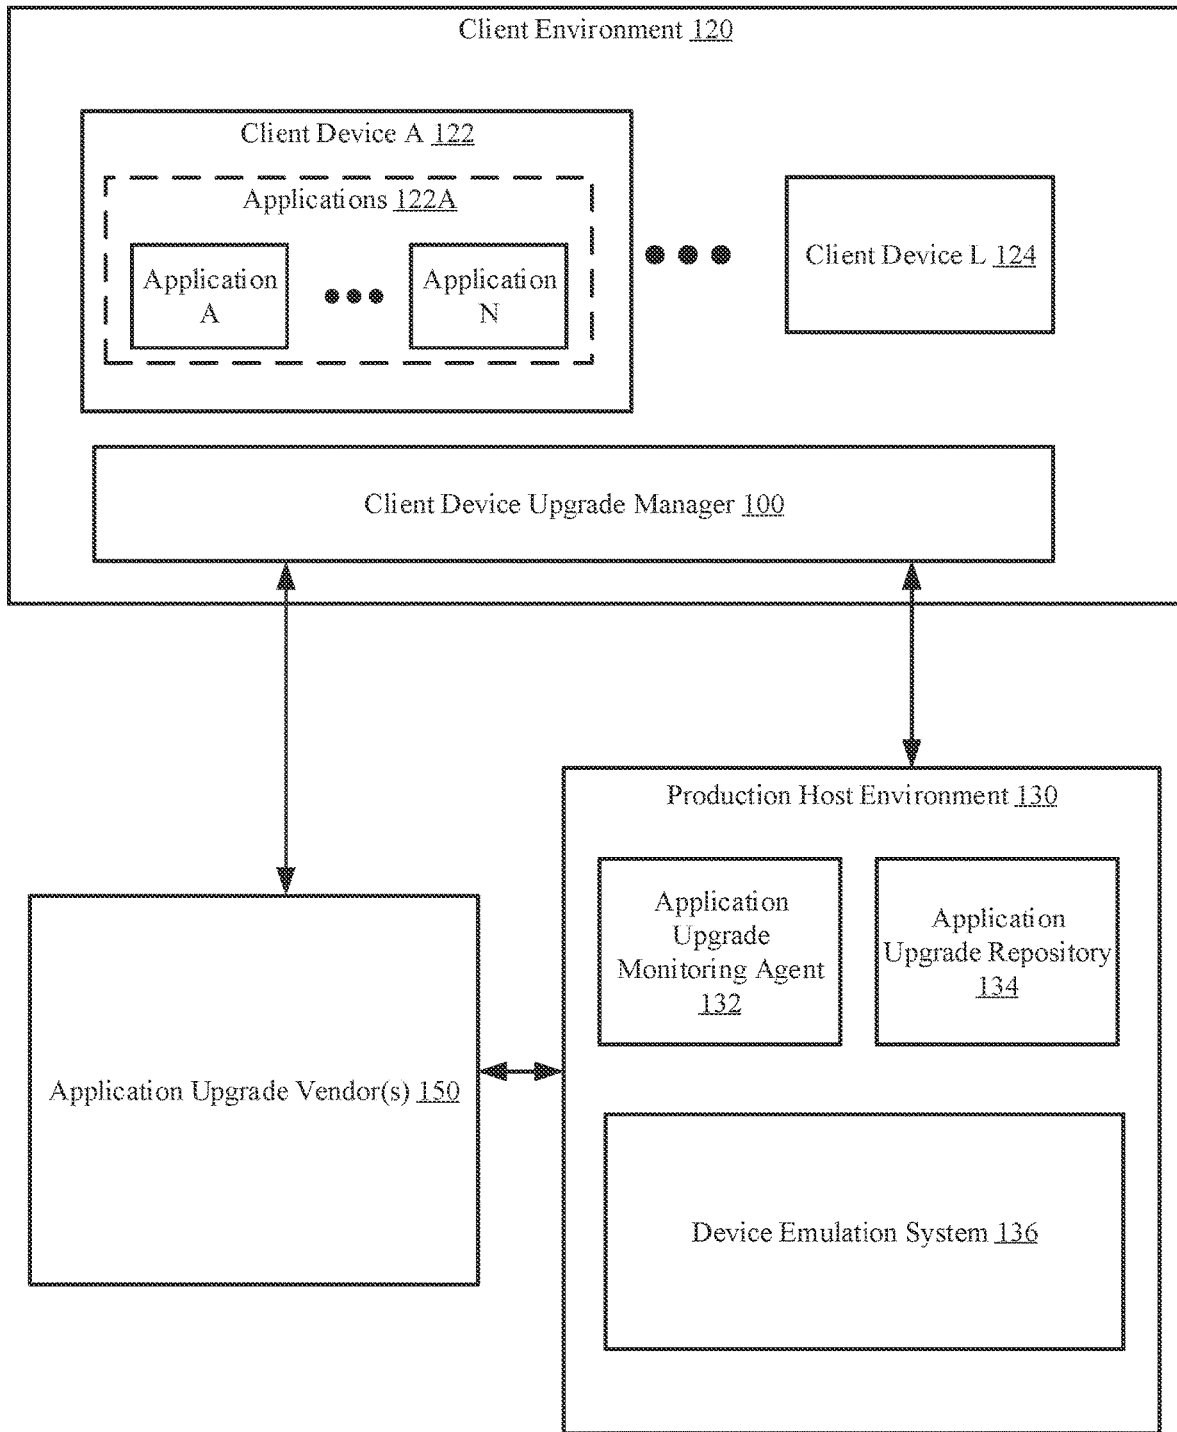 Client Environment 120
Client Device A 122
Applications 122A
Application
A
Application
N
Client Device L 124
Client Device Upgrade Manager 100
Production Host Environment 130
Application
Upgrade
Monitoring Agent
132
Application
Upgrade Repository
134
Application Upgrade Vendor(s) 150
Device Emulation System 136